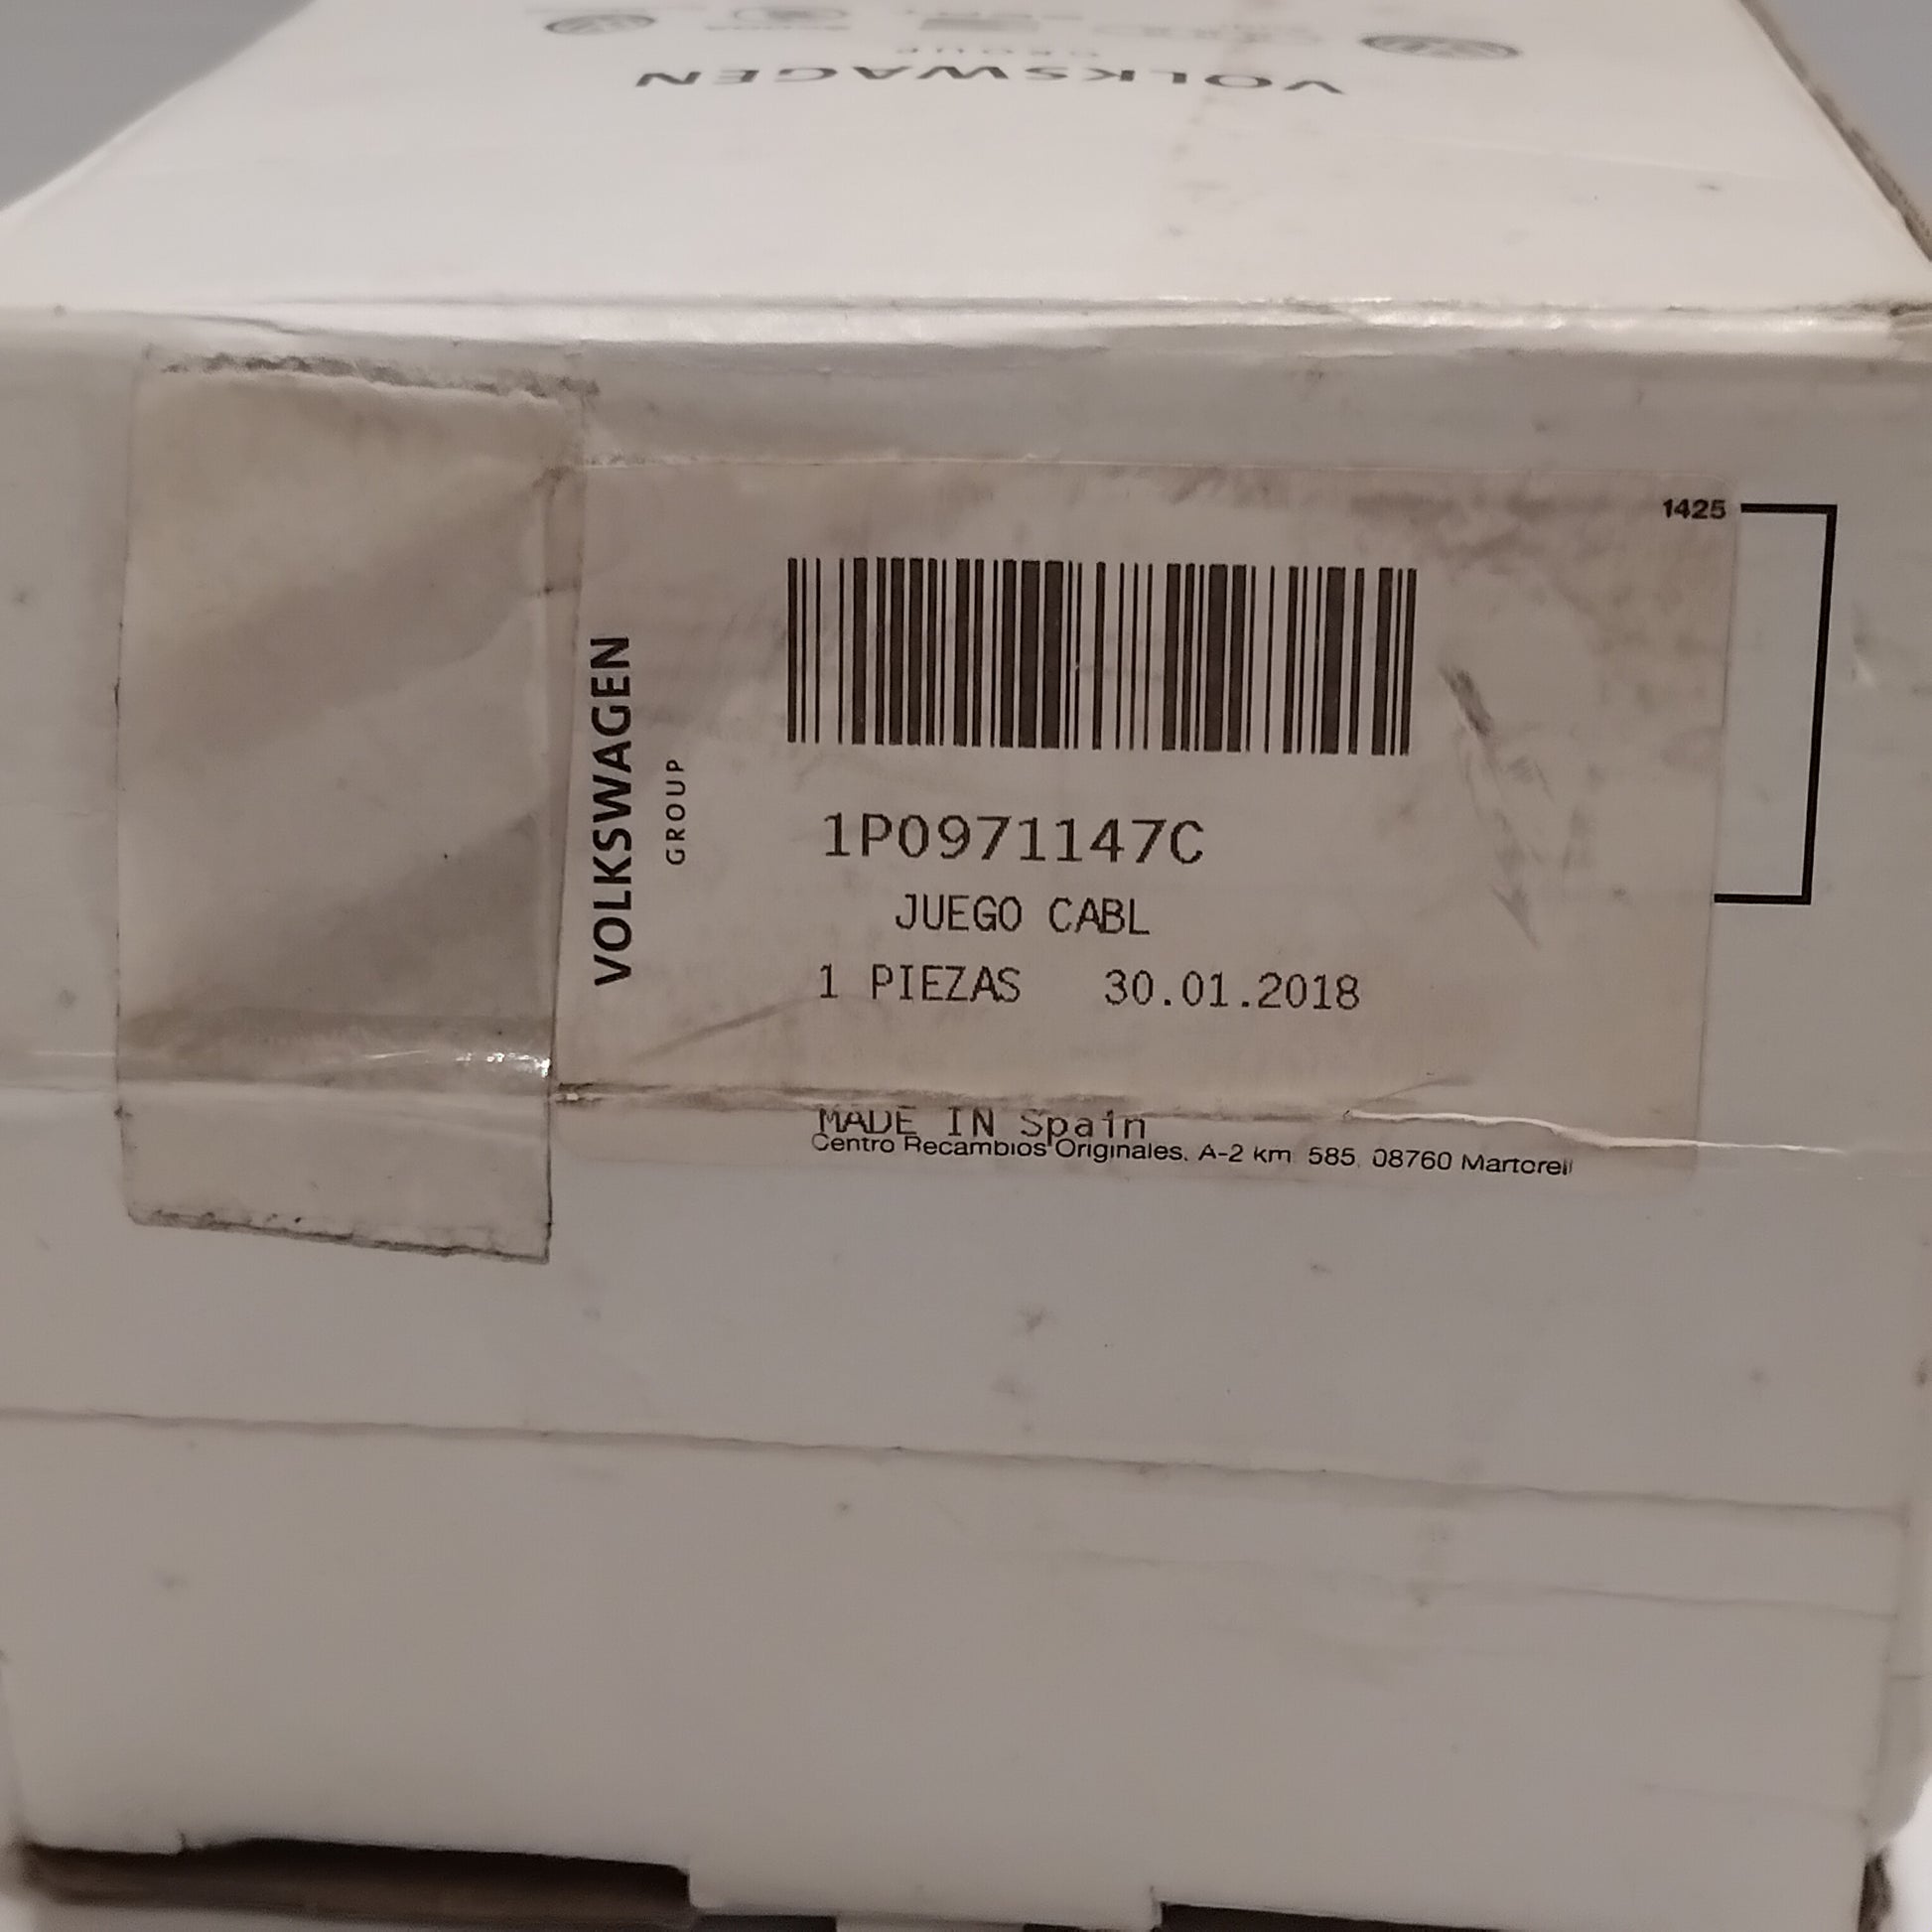 VOLKSWAGEN
GROUP
1425
VOLKSWAGEN
GROUP
1P0971147C
JUEGO CABL
1 PIEZAS 30.01.2018
MADE IN Spain
Centro Recambios Originales. A-2 km 585, 08760 Martorell